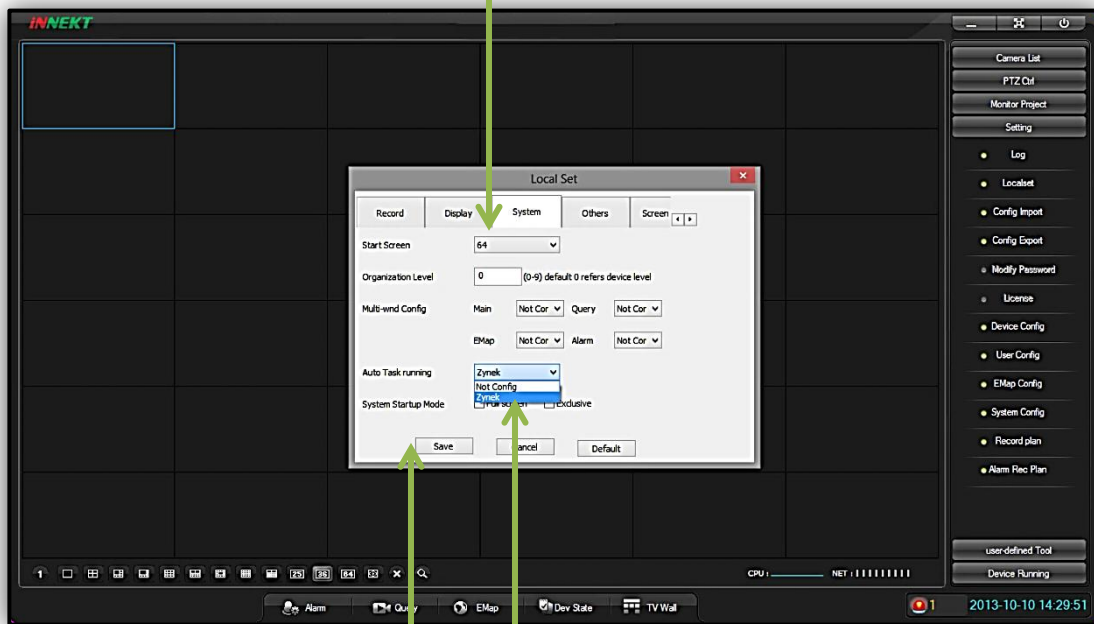 iNNEKT
Camera List
PTZ Ctrl
Monitor Project
Setting
Log
Localset
Config Import
Config Export
Modify Password
License
Device Config
User Config
EMap Config
System Config
Record plan
Alarm Rec Plan
user-defined Tool
Device Running
Local Set
Record Display System Others Screen
Start Screen 64
Organization Level 0 (0-9) default 0 refers device level
Multi-wnd Config Main Not Cor Query Not Cor
EMap Not Cor Alarm Not Cor
Auto Task running Zynek
Not Config
Zynek
System Startup Mode Full Screen Exclusive
Save Cancel Default
1 25 36 64 CPU : NET :
Alarm Query EMap Dev State TV Wall 1 2013-10-10 14:29:51